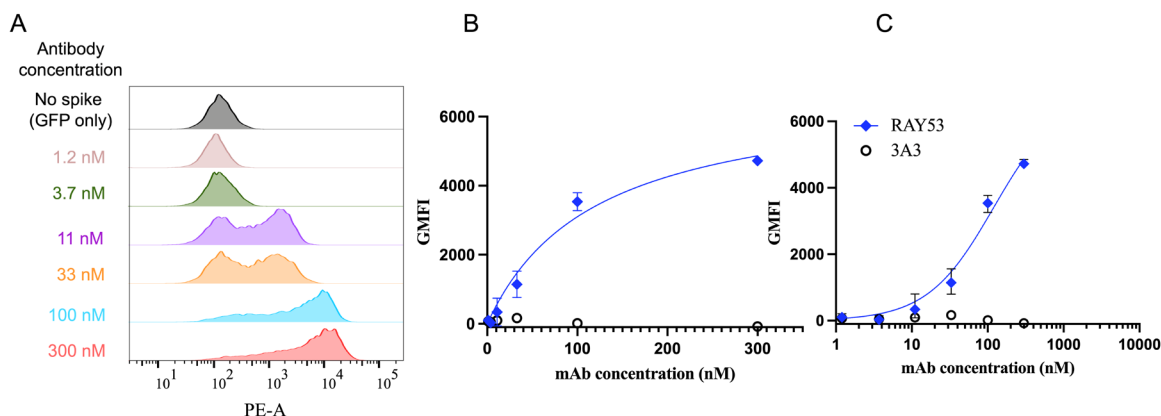 A
Antibody
concentration
No spike
(GFP only)
1.2 nM
3.7 nM
11 nM
33 nM
100 nM
300 nM
10^1 10^2 10^3 10^4 10^5
PE-A
B
6000
4000
2000
0
GMFI
0 100 200 300
mAb concentration (nM)
C
6000
4000
2000
0
GMFI
RAY53
3A3
1 10 100 1000 10000
mAb concentration (nM)